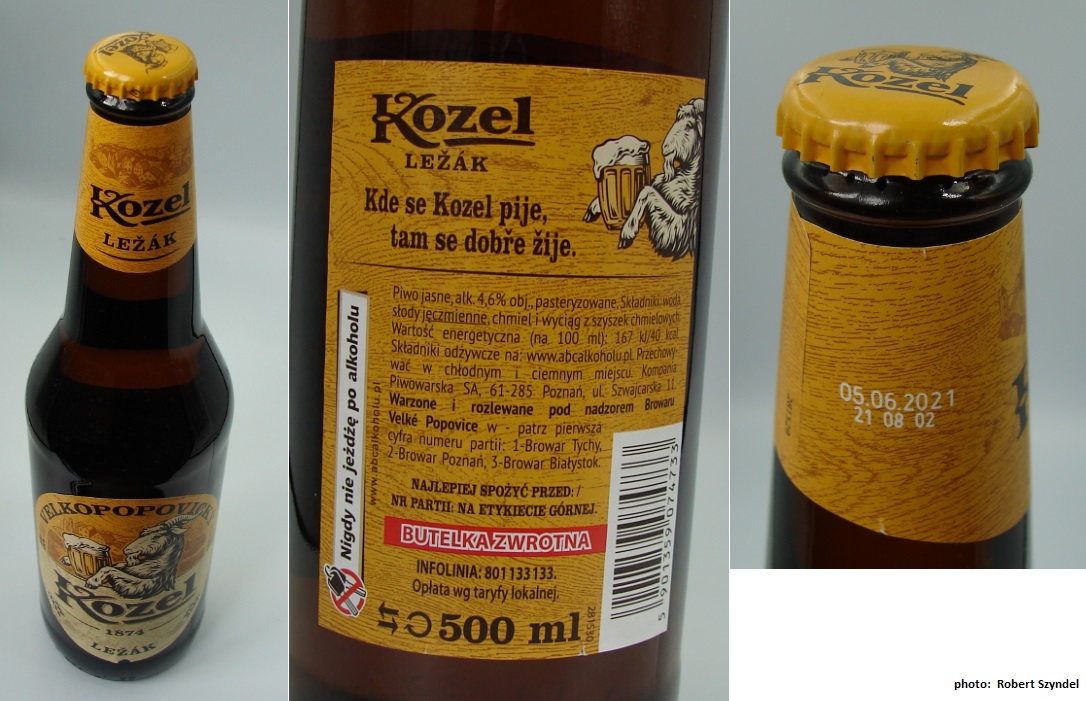 Kozel
Kozel
LEŽÁK
VELKOPOPOVICKÝ
Kozel
1874
LEŽÁK
Kozel
LEŽÁK
Kde se Kozel pije,
tam se dobře žije.
Piwo jasne, alk. 4,6% obj., pasteryzowane. Składniki: woda,
słody jęczmienne, chmiel i wyciąg z szyszek chmielowych.
Wartość energetyczna (na 100 ml): 167 kJ/40 kcal.
Składniki odżywcze na: www.abcalkoholu.pl. Przechowy-
wać w chłodnym i ciemnym miejscu. Kompania
Piwowarska SA, 61-285 Poznań, ul. Szwajcarska 11.
Warzone i rozlewane pod nadzorem Browaru
Velké Popovice w - patrz pierwsza
cyfra numeru partii: 1-Browar Tychy,
2-Browar Poznań, 3-Browar Białystok.
NAJLEPIEJ SPOŻYĆ PRZED: /
NR PARTII: NA ETYKIECIE GÓRNEJ.
BUTELKA ZWROTNA
INFOLINIA: 801 133 133.
Opłata wg taryfy lokalnej.
500 ml
Nigdy nie jeżdżę po alkoholu
www.abcalkoholu.pl
281530
5 901359 074733
Kozel
05.06.2021
21 08 02
photo: Robert Szyndel